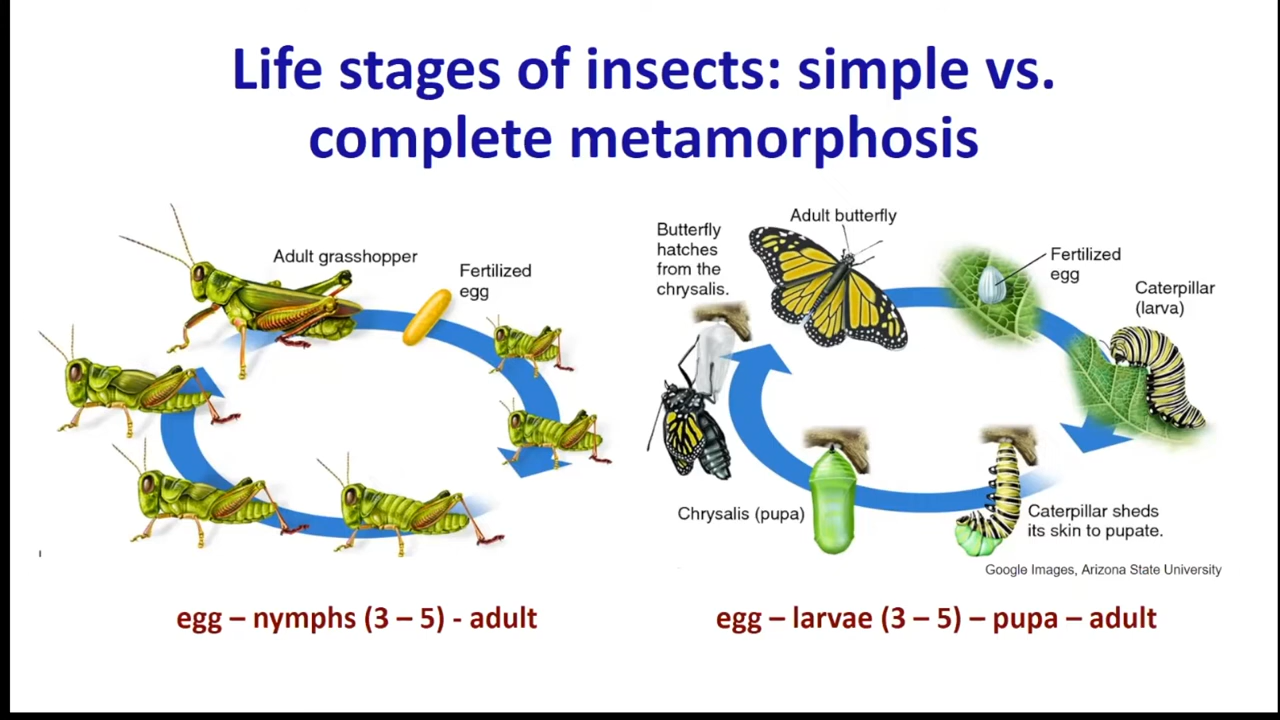 Life stages of insects: simple vs.
complete metamorphosis
Adult grasshopper
Fertilized
egg
Butterfly
hatches
from the
chrysalis.
Adult butterfly
Fertilized
egg
Caterpillar
(larva)
Chrysalis (pupa)
Caterpillar sheds
its skin to pupate.
Google Images, Arizona State University
egg – nymphs (3 – 5) - adult
egg – larvae (3 – 5) – pupa – adult